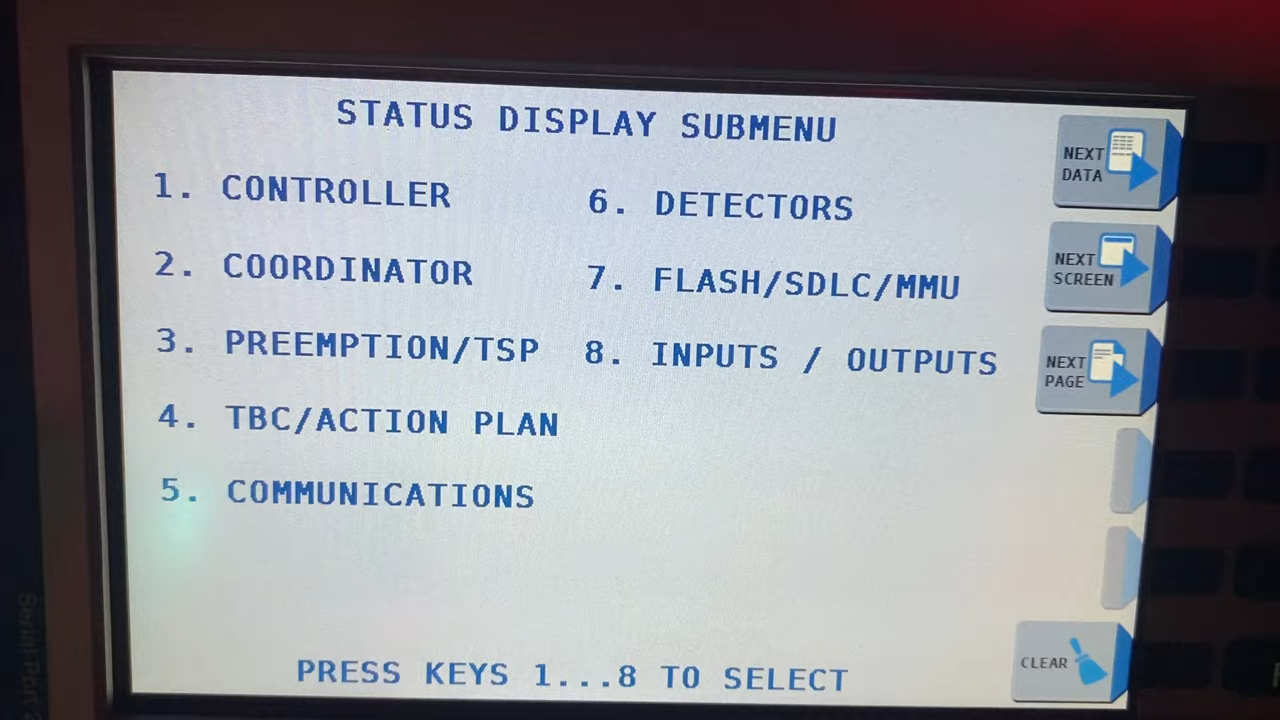 STATUS DISPLAY SUBMENU
1. CONTROLLER
2. COORDINATOR
3. PREEMPTION/TSP
4. TBC/ACTION PLAN
5. COMMUNICATIONS
6. DETECTORS
7. FLASH/SDLC/MMU
8. INPUTS / OUTPUTS
PRESS KEYS 1...8 TO SELECT
NEXT
DATA
NEXT
SCREEN
NEXT
PAGE
CLEAR